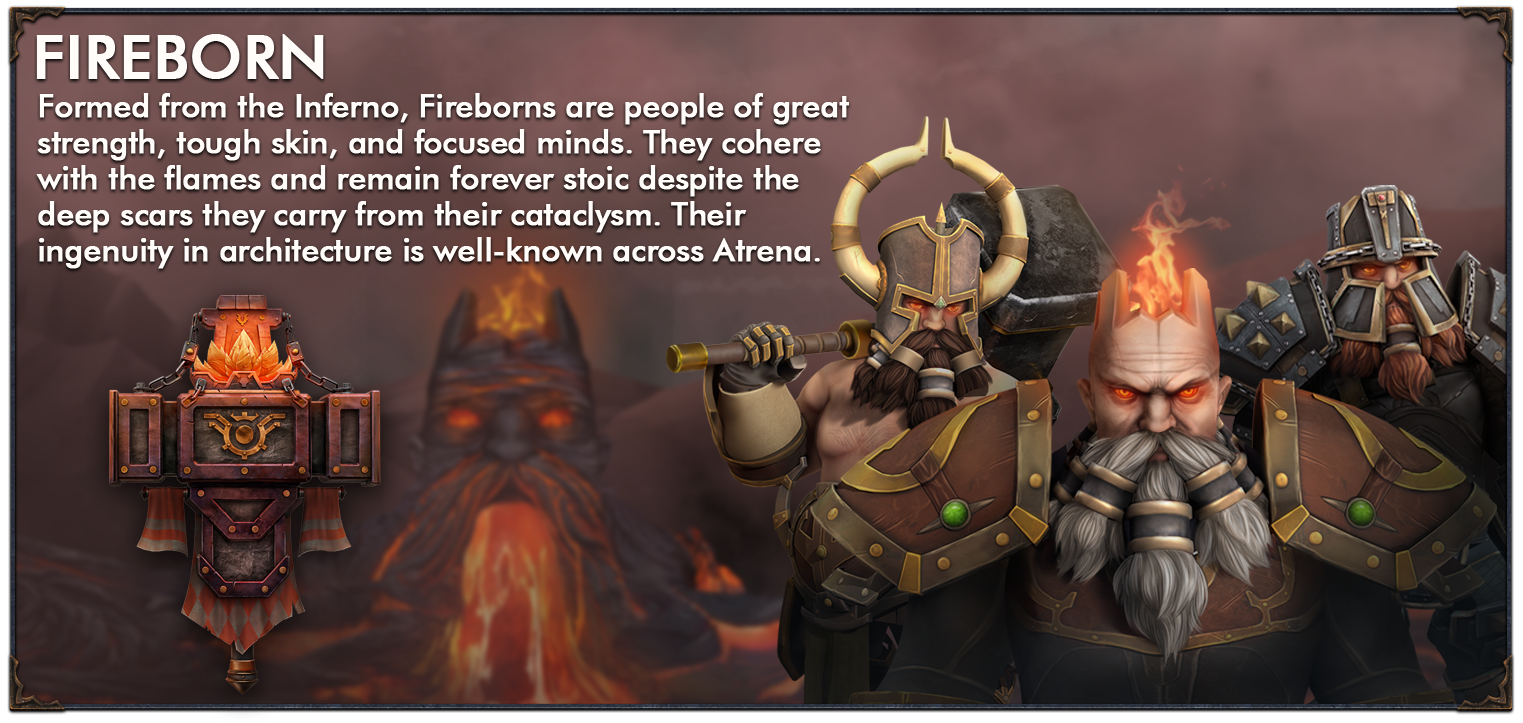 FIREBORN
Formed from the Inferno, Fireborns are people of great
strength, tough skin, and focused minds. They cohere
with the flames and remain forever stoic despite the
deep scars they carry from their cataclysm. Their
ingenuity in architecture is well-known across Atrena.